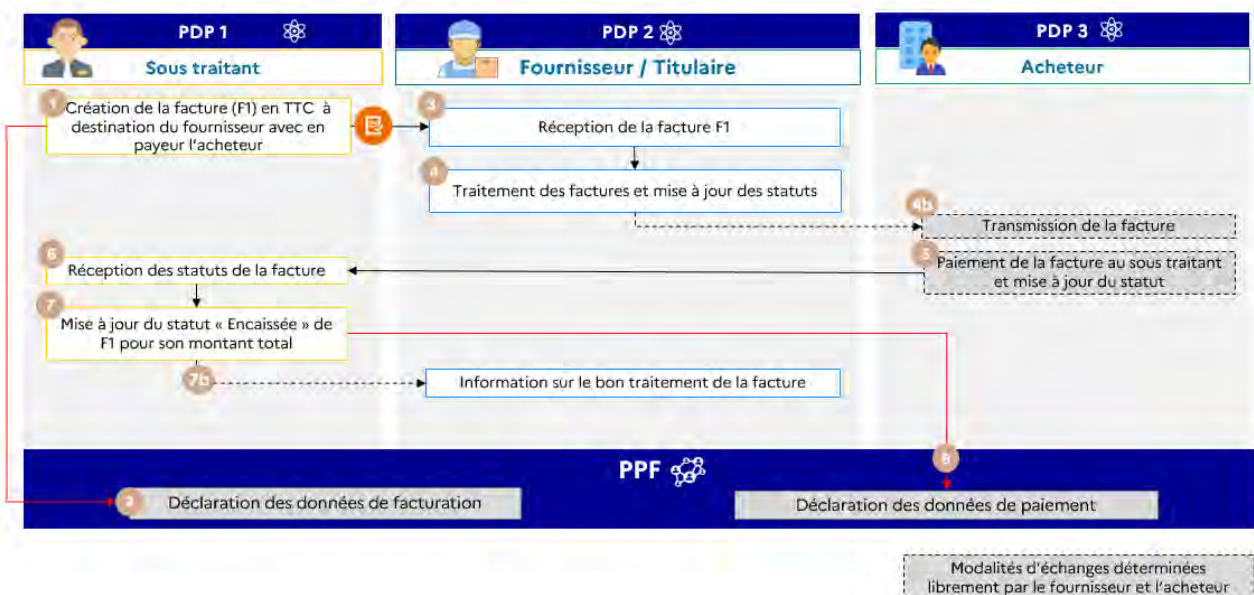 PDP 1
Sous traitant
PDP 2
Fournisseur / Titulaire
PDP 3
Acheteur
1
Création de la facture (F1) en TTC à
destination du fournisseur avec en
payeur l'acheteur
3
Réception de la facture F1
4
Traitement des factures et mise à jour des statuts
4b
Transmission de la facture
5
Paiement de la facture au sous traitant
et mise à jour du statut
6
Réception des statuts de la facture
7
Mise à jour du statut « Encaissée » de
F1 pour son montant total
7b
Information sur le bon traitement de la facture
PPF
2
Déclaration des données de facturation
8
Déclaration des données de paiement
Modalités d'échanges déterminées
librement par le fournisseur et l'acheteur